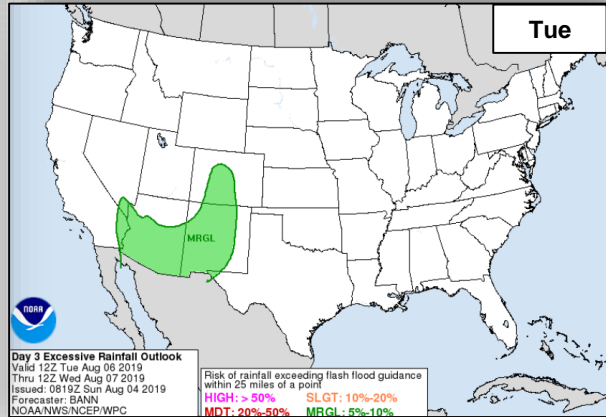 Tue
MRGL
NOAA
Day 3 Excessive Rainfall Outlook
Valid 12Z Tue Aug 06 2019
Thru 12Z Wed Aug 07 2019
Issued: 0819Z Sun Aug 04 2019
Forecaster: BANN
NOAA/NWS/NCEP/WPC
Risk of rainfall exceeding flash flood guidance
within 25 miles of a point
HIGH: > 50% SLGT: 10%-20%
MDT: 20%-50% MRGL: 5%-10%